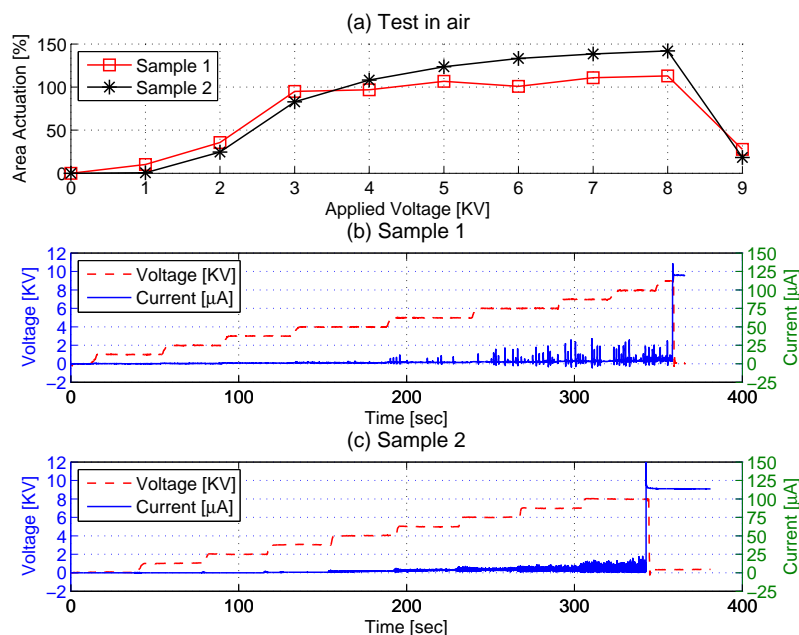 (a) Test in air
Area Actuation [%]
150
100
50
0
Sample 1
Sample 2
0 1 2 3 4 5 6 7 8 9
Applied Voltage [KV]
(b) Sample 1
Voltage [KV]
12
10
8
6
4
2
0
−2
Voltage [KV]
Current [µA]
150
125
100
75
50
25
0
−25
Current [µA]
0 100 200 300 400
Time [sec]
(c) Sample 2
Voltage [KV]
12
10
8
6
4
2
0
−2
Voltage [KV]
Current [µA]
150
125
100
75
50
25
0
−25
Current [µA]
0 100 200 300 400
Time [sec]